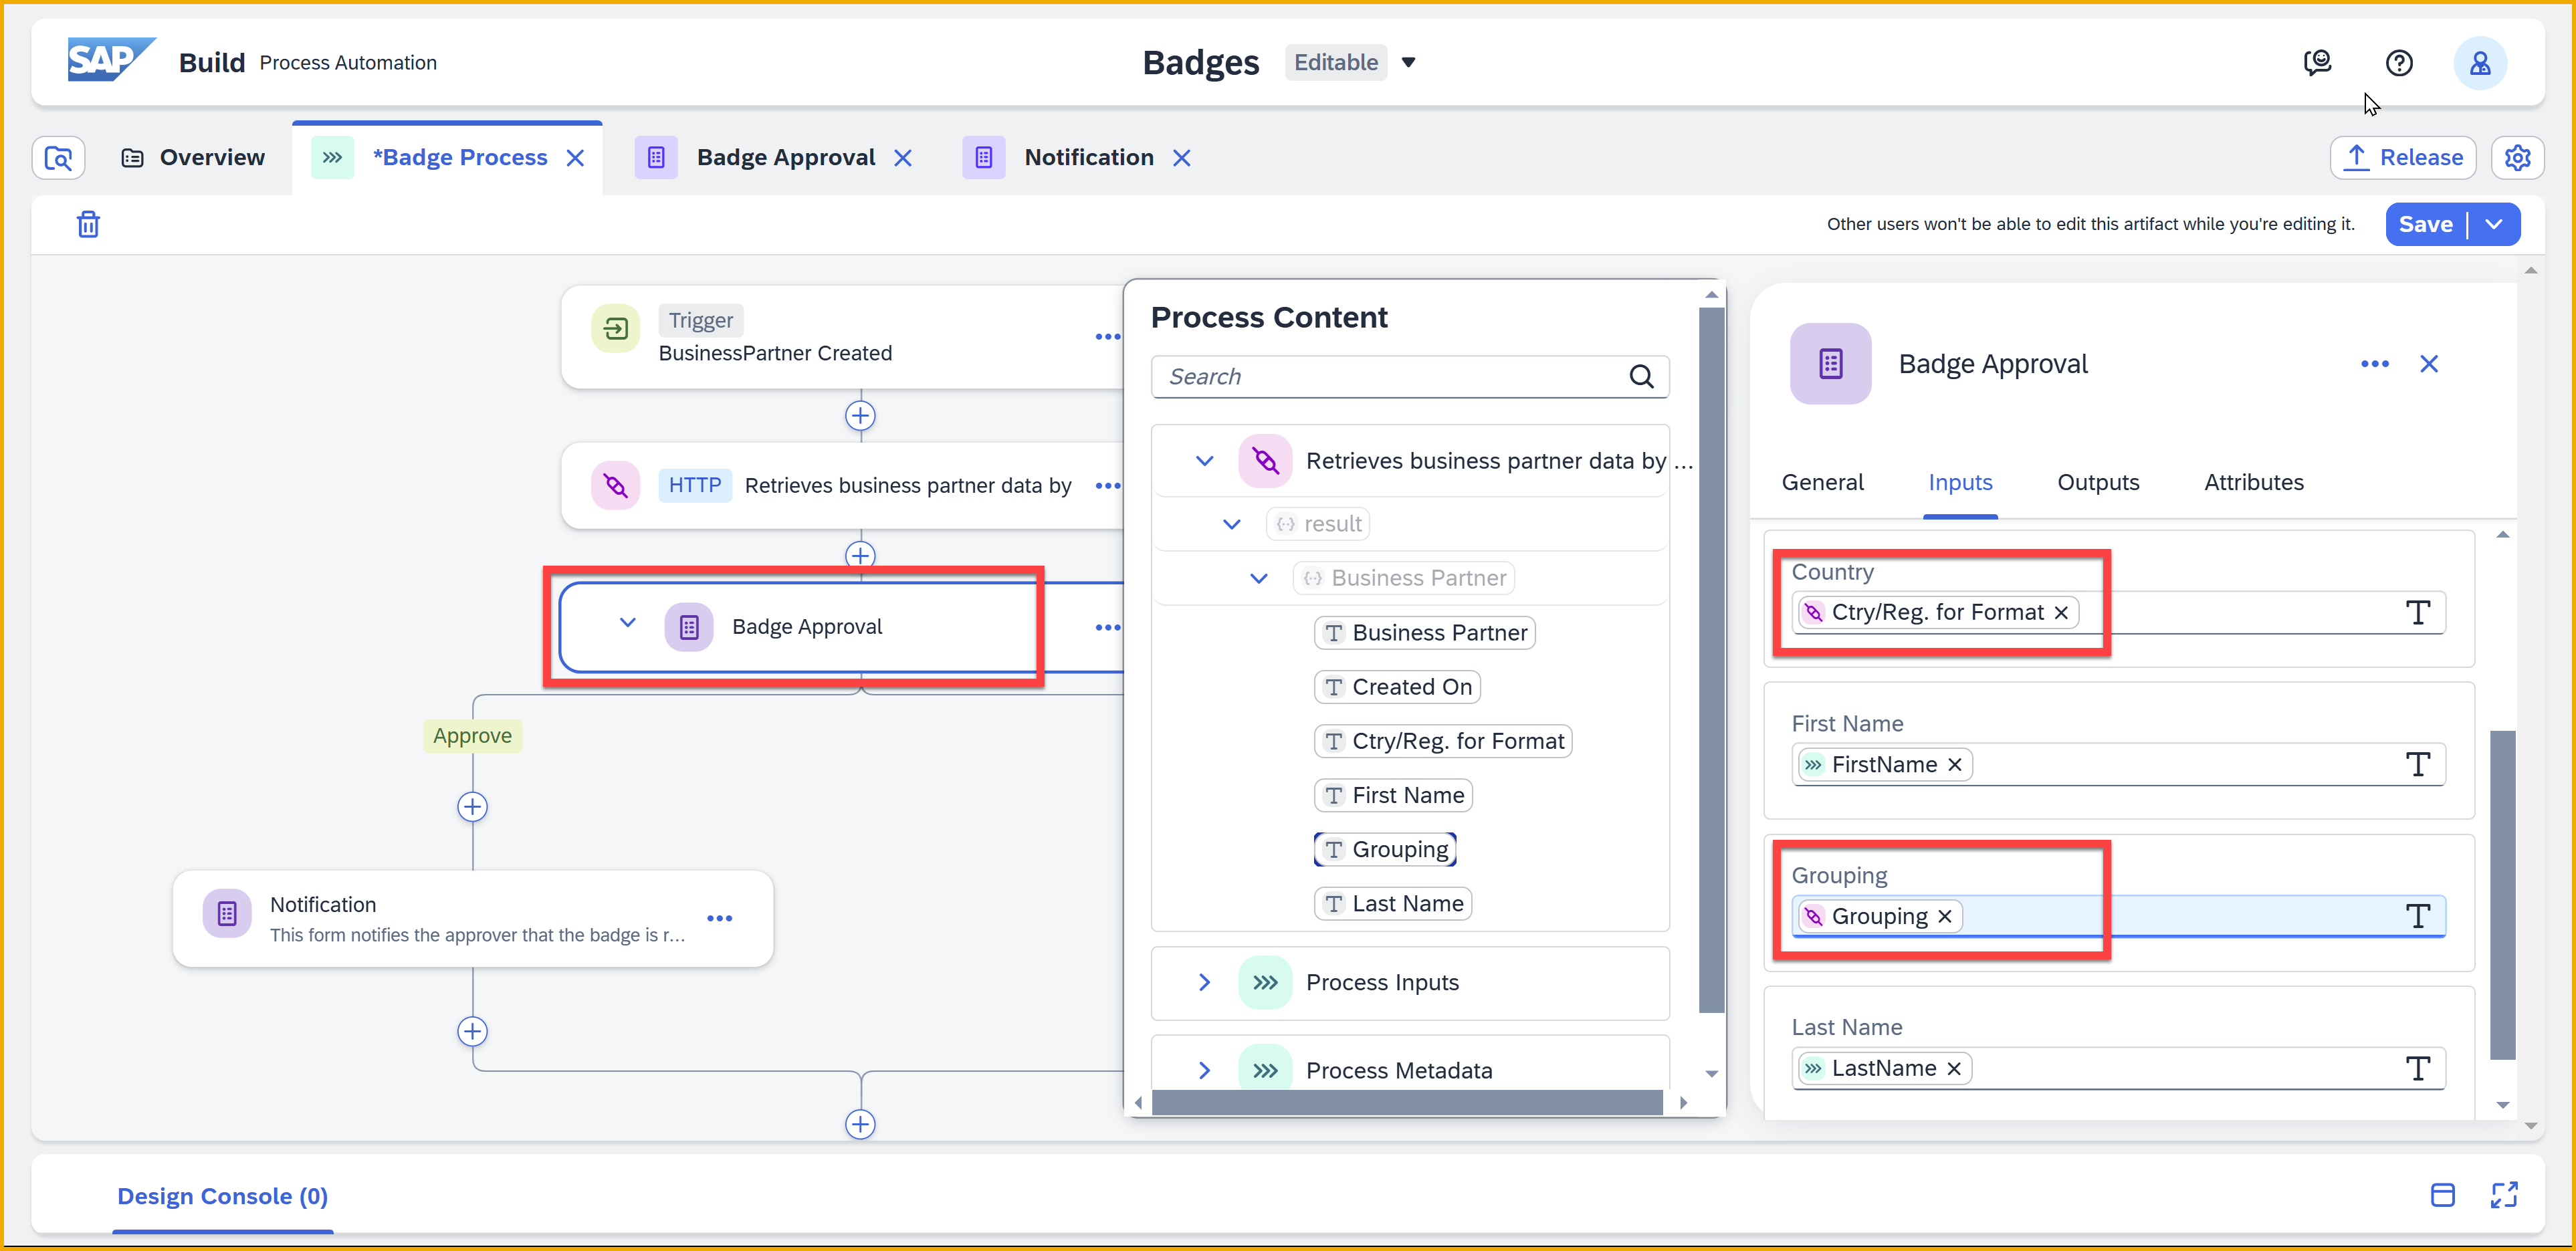 SAP Build Process Automation
Badges Editable
Overview
*Badge Process
Badge Approval
Notification
Release
Other users won't be able to edit this artifact while you're editing it.
Save
Trigger
BusinessPartner Created
HTTP Retrieves business partner data by
Badge Approval
Approve
Notification
This form notifies the approver that the badge is r...
Process Content
Search
Retrieves business partner data by ...
result
Business Partner
Business Partner
Created On
Ctry/Reg. for Format
First Name
Grouping
Last Name
Process Inputs
Process Metadata
Badge Approval
General Inputs Outputs Attributes
Country
Ctry/Reg. for Format
First Name
FirstName
Grouping
Grouping
Last Name
LastName
Design Console (0)